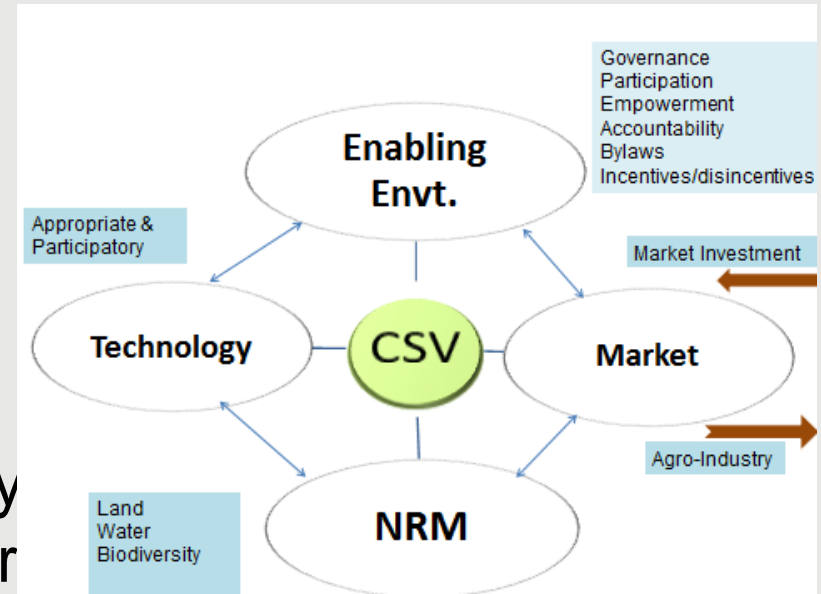 Governance
Participation
Empowerment
Accountability
Bylaws
Incentives/disincentives
Enabling
Envt.
Appropriate &
Participatory
Market Investment
Technology
CSV
Market
Agro-Industry
y
r
Land
Water
Biodiversity
NRM